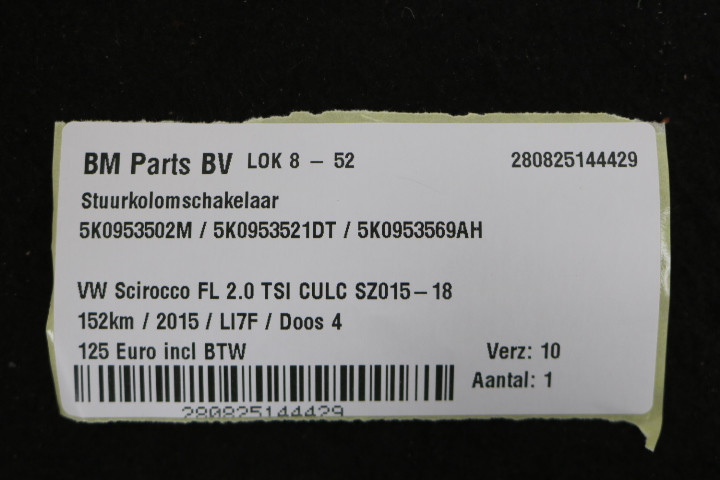 BM Parts BV LOK 8 - 52 280825144429
Stuurkolomschakelaar
5K0953502M / 5K0953521DT / 5K0953569AH
VW Scirocco FL 2.0 TSI CULC SZ015-18
152km / 2015 / LI7F / Doos 4
125 Euro incl BTW Verz: 10
Aantal: 1
280825144429